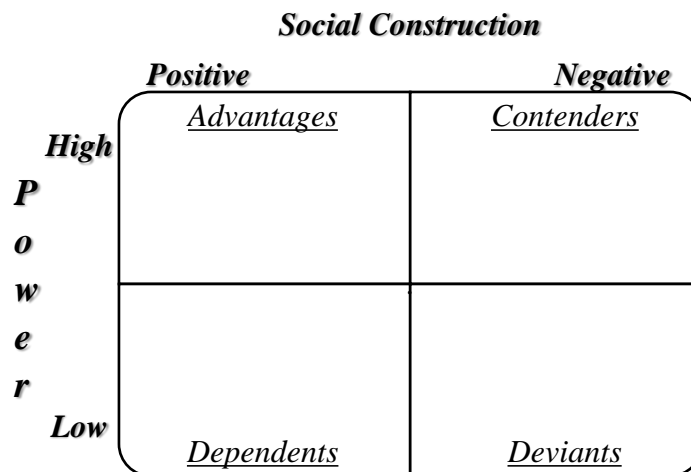 Social Construction
Positive Negative
Advantages Contenders
High
P
o
w
e
r
Low
Dependents Deviants